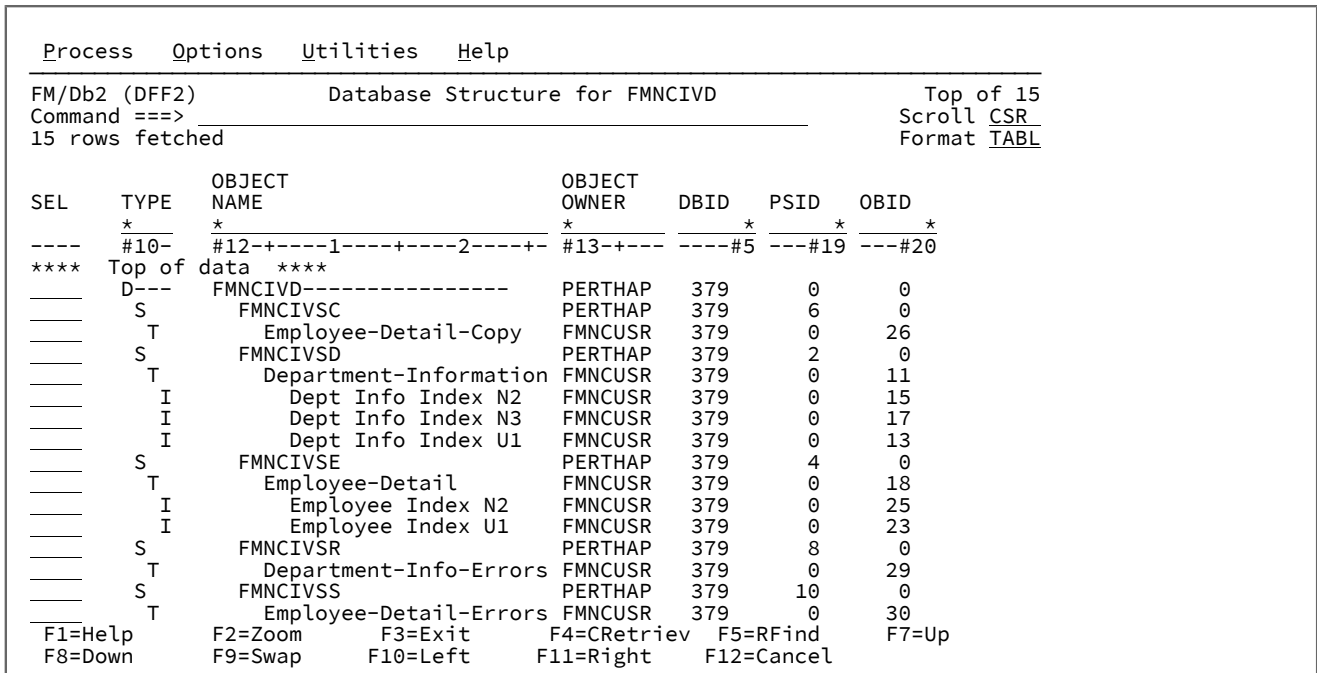 Process   Options   Utilities   Help
FM/Db2 (DFF2)           Database Structure for FMNCIVD                Top of 15
Command ===>                                                       Scroll CSR
15 rows fetched                                                    Format TABL
              OBJECT                     OBJECT
SEL    TYPE   NAME                       OWNER    DBID   PSID   OBID
       *      *                          *             *      *      *
----   #10-   #12-+----1----+----2----+- #13-+--- ----#5 ---#19 ---#20
****  Top of data  ****
       D---   FMNCIVD----------------    PERTHAP   379      0     0
        S       FMNCIVSC                 PERTHAP   379      6     0
         T        Employee-Detail-Copy   FMNCUSR   379      0    26
        S       FMNCIVSD                 PERTHAP   379      2     0
         T        Department-Information FMNCUSR   379      0    11
          I         Dept Info Index N2   FMNCUSR   379      0    15
          I         Dept Info Index N3   FMNCUSR   379      0    17
          I         Dept Info Index U1   FMNCUSR   379      0    13
        S       FMNCIVSE                 PERTHAP   379      4     0
         T        Employee-Detail        FMNCUSR   379      0    18
          I         Employee Index N2    FMNCUSR   379      0    25
          I         Employee Index U1    FMNCUSR   379      0    23
        S       FMNCIVSR                 PERTHAP   379      8     0
         T        Department-Info-Errors FMNCUSR   379      0    29
        S       FMNCIVSS                 PERTHAP   379     10     0
         T        Employee-Detail-Errors FMNCUSR   379      0    30
F1=Help      F2=Zoom      F3=Exit      F4=CRetriev  F5=RFind     F7=Up
F8=Down      F9=Swap     F10=Left     F11=Right    F12=Cancel